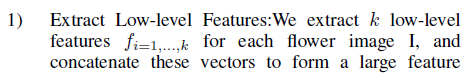 1) Extract Low-level Features:We extract k low-level
features f_{i=1,...,k} for each flower image I, and
concatenate these vectors to form a large feature